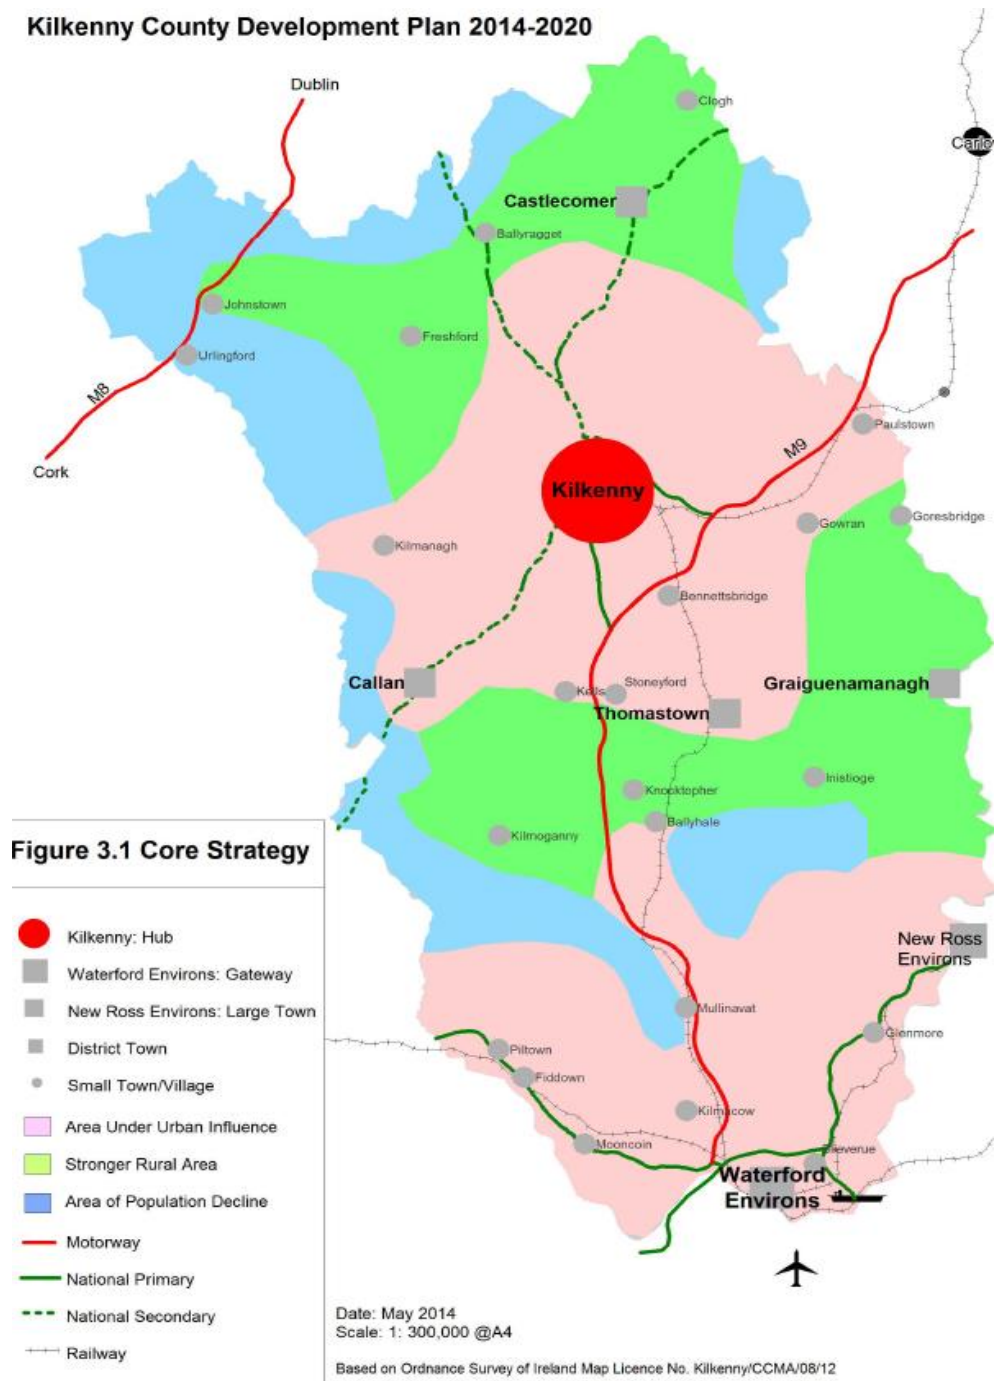 Kilkenny County Development Plan 2014-2020
Dublin
Clogh
Castlecomer
Ballyragget
Johnstown
Freshford
Urlingford
M8
Cork
M9
Paulstown
Kilkenny
Goresbridge
Gowran
Kilmanagh
Bennettsbridge
Callan
Kells
Stoneyford
Thomastown
Graiguenamanagh
Inistioge
Knocktopher
Ballyhale
Kilmoganny
New Ross
Environs
Mullinavat
Glenmore
Piltown
Fiddown
Kilmacow
Mooncoin
Waterford
Environs
Figure 3.1 Core Strategy
Kilkenny: Hub
Waterford Environs: Gateway
New Ross Environs: Large Town
District Town
Small Town/Village
Area Under Urban Influence
Stronger Rural Area
Area of Population Decline
Motorway
National Primary
National Secondary
Railway
Date: May 2014
Scale: 1: 300,000 @A4
Based on Ordnance Survey of Ireland Map Licence No. Kilkenny/CCMA/08/12